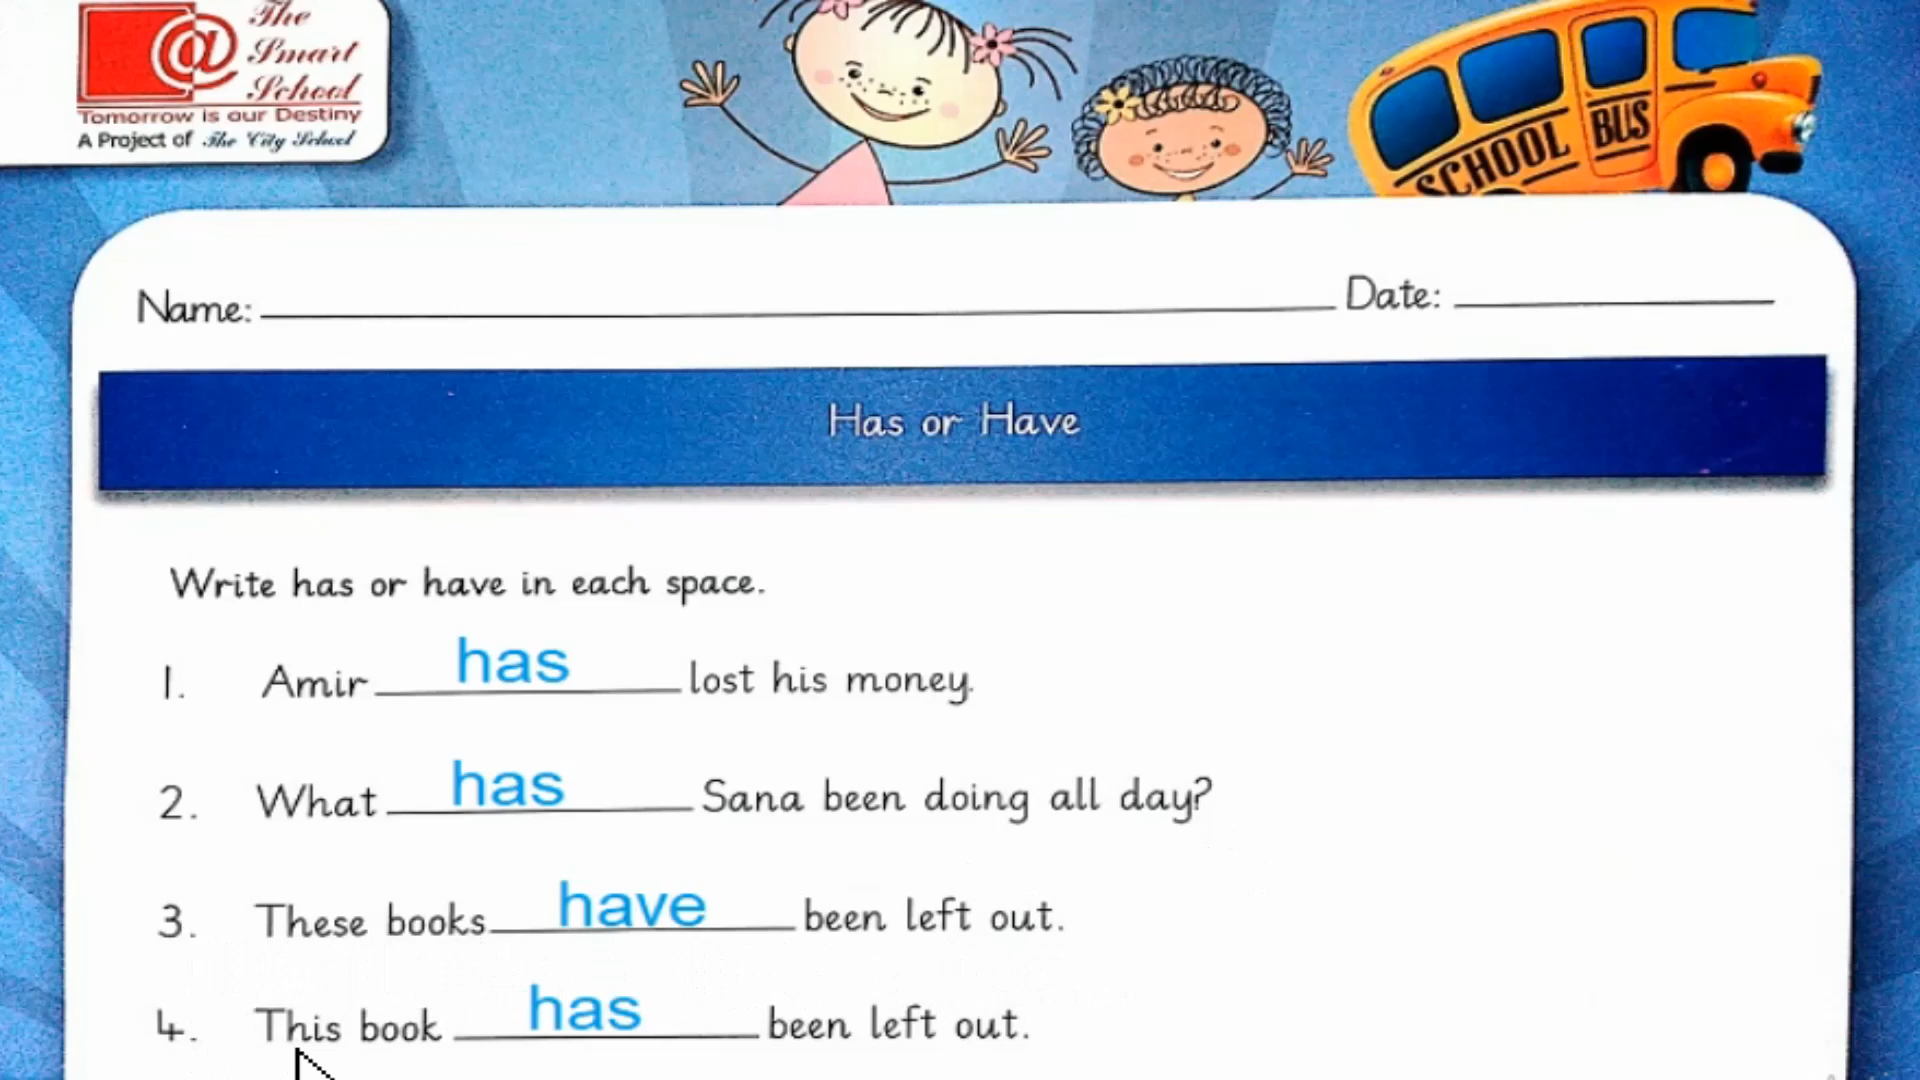 The
Smart
School
Tomorrow is our Destiny
A Project of The City School
SCHOOL BUS
Name: Date:
Has or Have
Write has or have in each space.
1. Amir has lost his money.
2. What has Sana been doing all day?
3. These books have been left out.
4. This book has been left out.